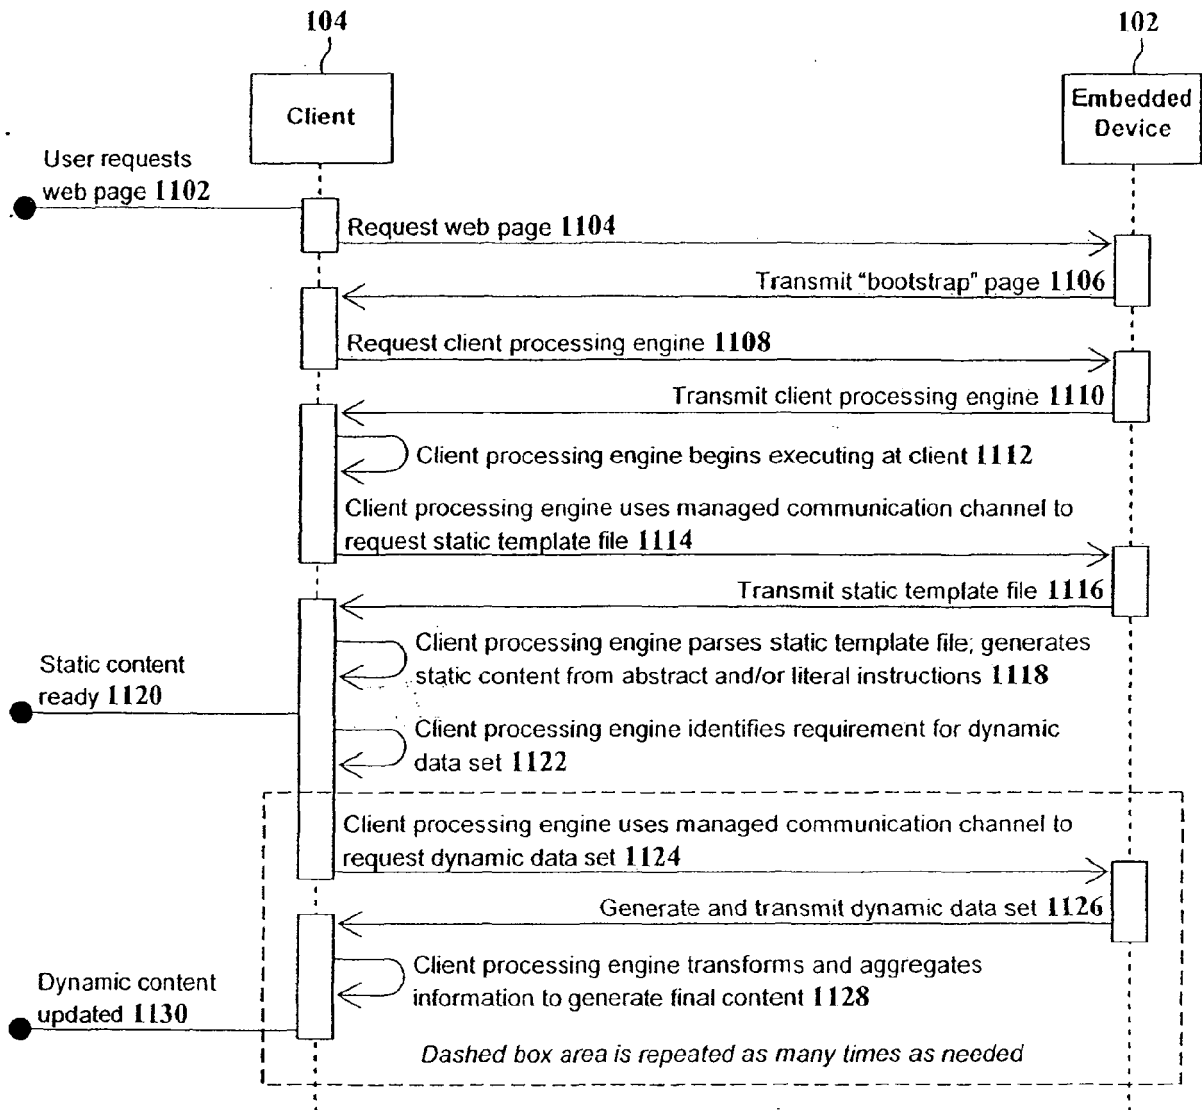 104
102
Client
Embedded
Device
User requests
web page 1102
Request web page 1104
Transmit "bootstrap" page 1106
Request client processing engine 1108
Transmit client processing engine 1110
Client processing engine begins executing at client 1112
Client processing engine uses managed communication channel to
request static template file 1114
Transmit static template file 1116
Client processing engine parses static template file; generates
static content from abstract and/or literal instructions 1118
Static content
ready 1120
Client processing engine identifies requirement for dynamic
data set 1122
Client processing engine uses managed communication channel to
request dynamic data set 1124
Generate and transmit dynamic data set 1126
Client processing engine transforms and aggregates
information to generate final content 1128
Dynamic content
updated 1130
Dashed box area is repeated as many times as needed